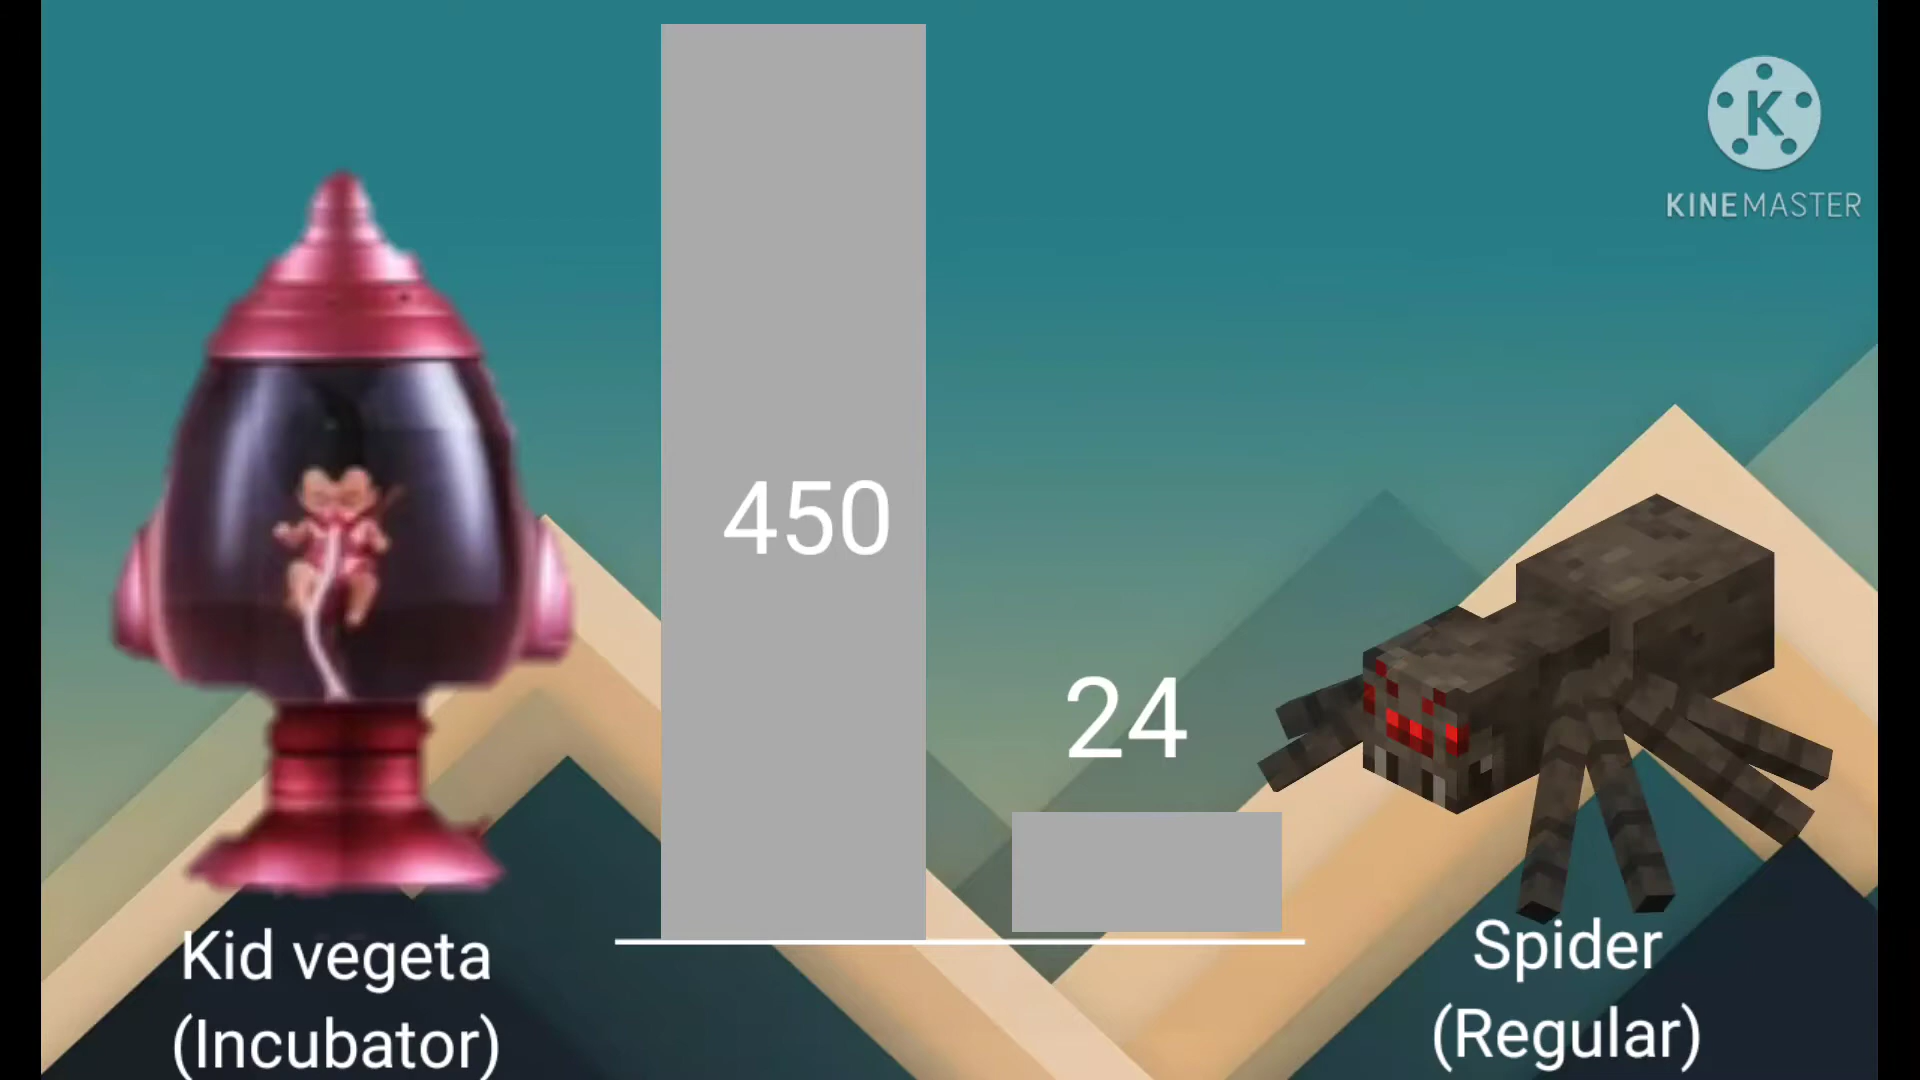 K
KINEMASTER
450
24
Kid vegeta
(Incubator)
Spider
(Regular)